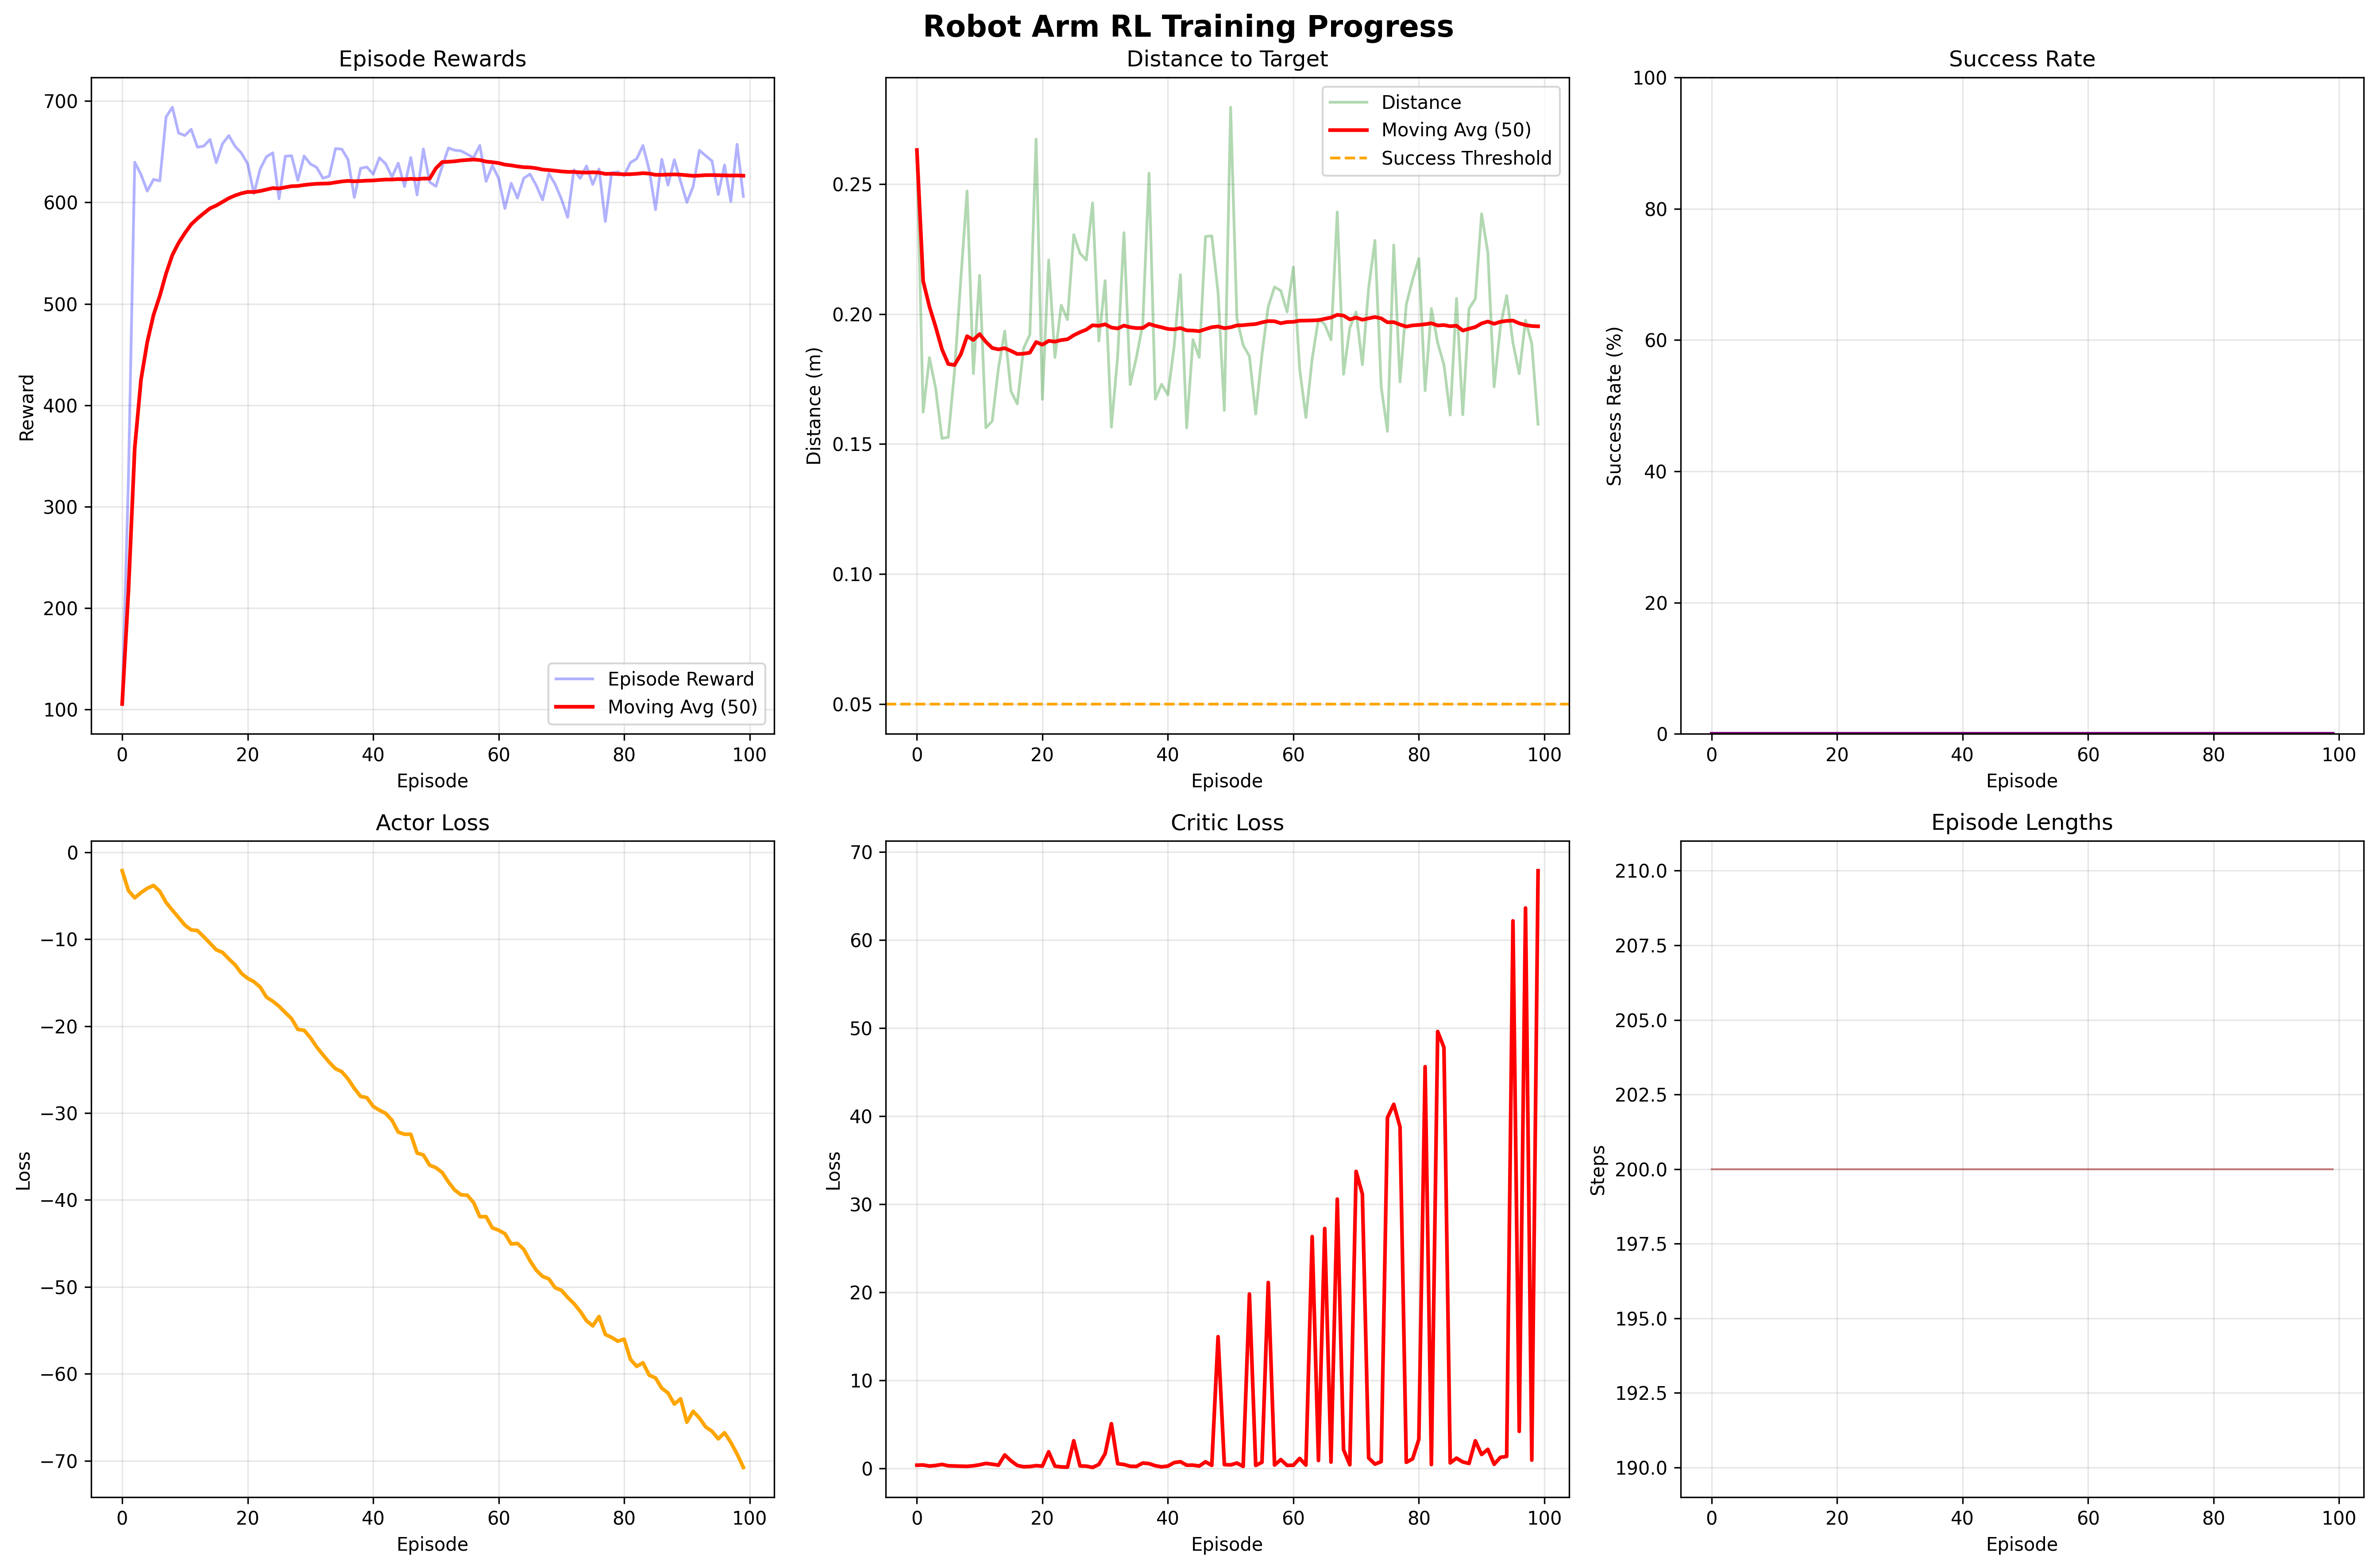 Robot Arm RL Training Progress
Episode Rewards
700
600
500
400
300
200
100
Reward
0 20 40 60 80 100
Episode
Episode Reward
Moving Avg (50)
Distance to Target
0.25
0.20
0.15
0.10
0.05
Distance (m)
0 20 40 60 80 100
Episode
Distance
Moving Avg (50)
Success Threshold
Success Rate
100
80
60
40
20
0
Success Rate (%)
0 20 40 60 80 100
Episode
Actor Loss
0
−10
−20
−30
−40
−50
−60
−70
Loss
0 20 40 60 80 100
Episode
Critic Loss
70
60
50
40
30
20
10
0
Loss
0 20 40 60 80 100
Episode
Episode Lengths
210.0
207.5
205.0
202.5
200.0
197.5
195.0
192.5
190.0
Steps
0 20 40 60 80 100
Episode